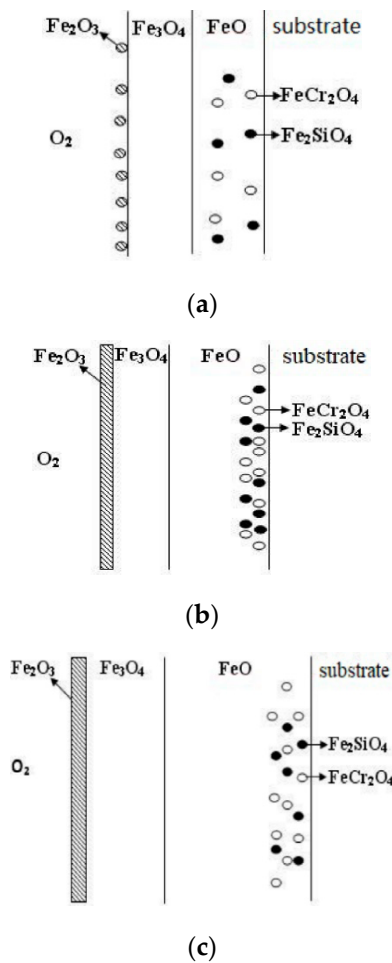 Fe₂O₃ Fe₃O₄ FeO substrate
FeCr₂O₄
Fe₂SiO₄
O₂
(a)
Fe₂O₃ Fe₃O₄ FeO substrate
FeCr₂O₄
Fe₂SiO₄
O₂
(b)
Fe₂O₃ Fe₃O₄ FeO substrate
Fe₂SiO₄
O₂
FeCr₂O₄
(c)